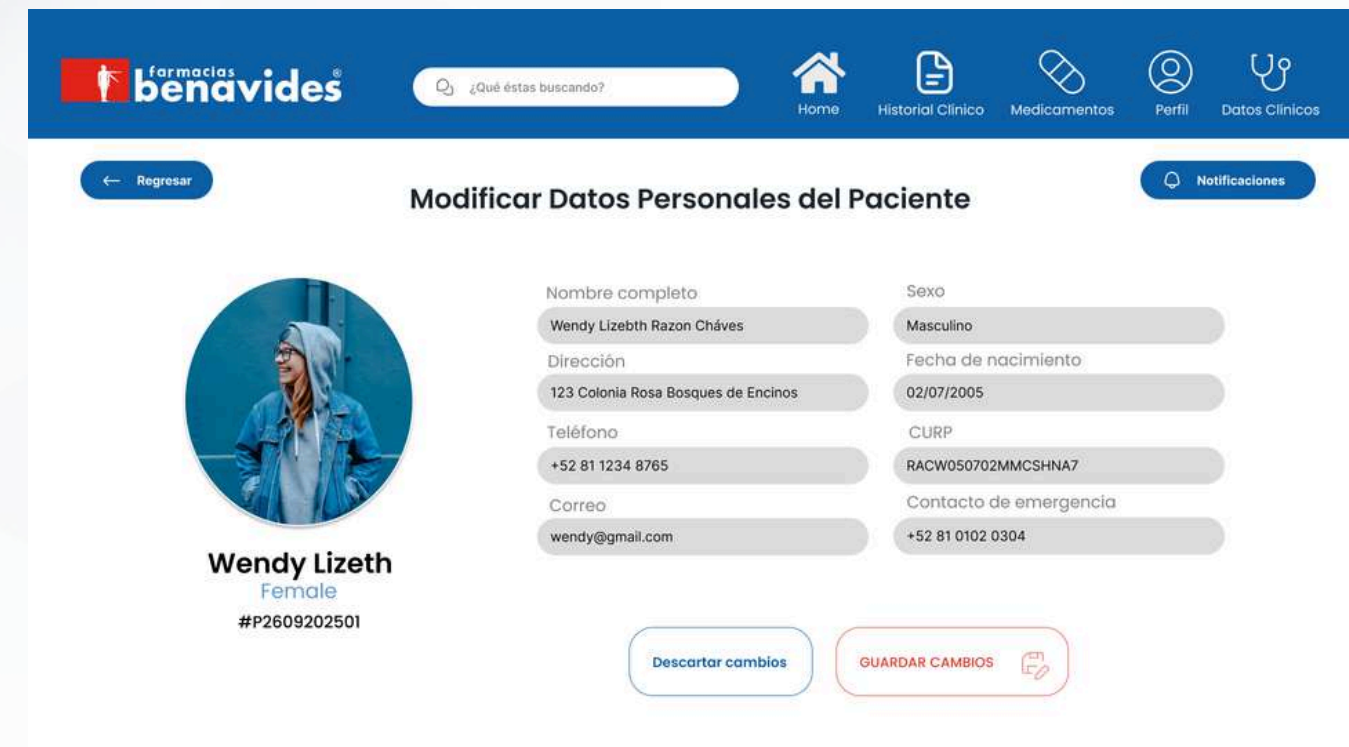 farmacias
benavides®
¿Qué éstas buscando?
Home
Historial Clínico
Medicamentos
Perfil
Datos Clínicos
← Regresar
Notificaciones
Modificar Datos Personales del Paciente
Nombre completo
Wendy Lizebth Razon Cháves
Sexo
Masculino
Dirección
123 Colonia Rosa Bosques de Encinos
Fecha de nacimiento
02/07/2005
Teléfono
+52 81 1234 8765
CURP
RACW050702MMCSHNA7
Correo
wendy@gmail.com
Contacto de emergencia
+52 81 0102 0304
Wendy Lizeth
Female
#P2609202501
Descartar cambios
GUARDAR CAMBIOS